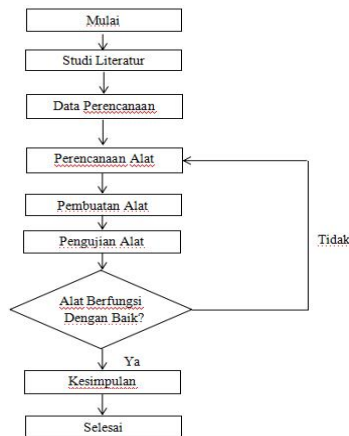 Mulai
Studi Literatur
Data Perencanaan
Perencanaan Alat
Pembuatan Alat
Pengujian Alat
Tidak
Alat Berfungsi
Dengan Baik?
Ya
Kesimpulan
Selesai